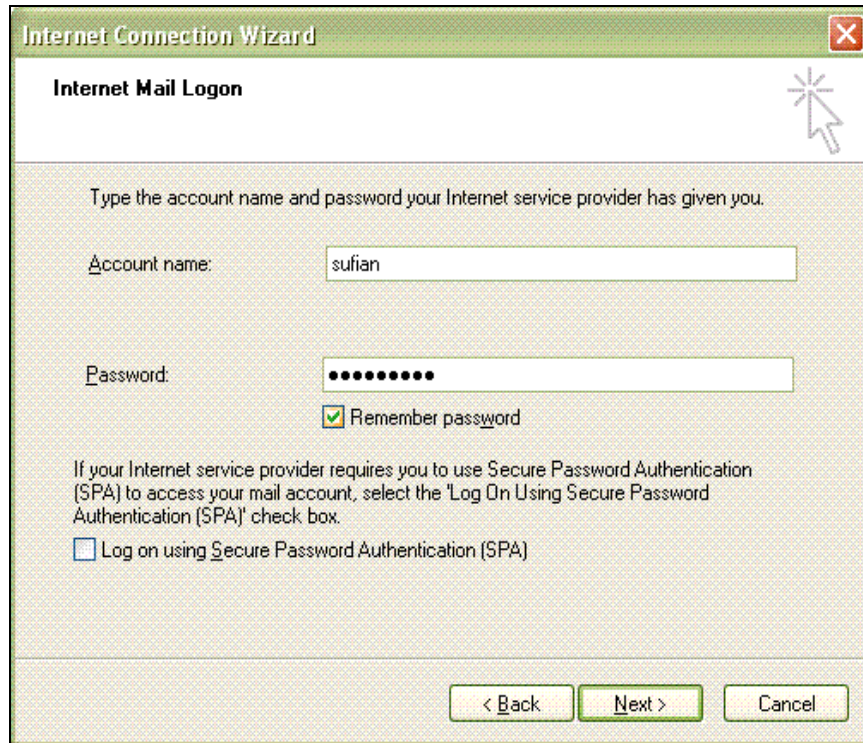 Internet Connection Wizard
Internet Mail Logon
Type the account name and password your Internet service provider has given you.
Account name: sufian
Password: •••••••••
Remember password
If your Internet service provider requires you to use Secure Password Authentication
(SPA) to access your mail account, select the 'Log On Using Secure Password
Authentication (SPA)' check box.
Log on using Secure Password Authentication (SPA)
< Back Next > Cancel